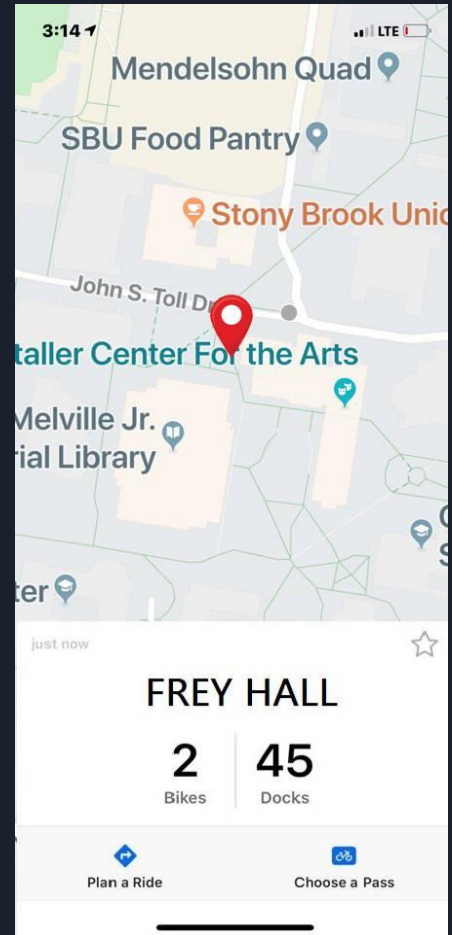 3:14
LTE
Mendelsohn Quad
SBU Food Pantry
Stony Brook Unio
John S. Toll Dr
taller Center For the Arts
Melville Jr.
rial Library
C
S
ter
just now
FREY HALL
2 45
Bikes Docks
Plan a Ride Choose a Pass